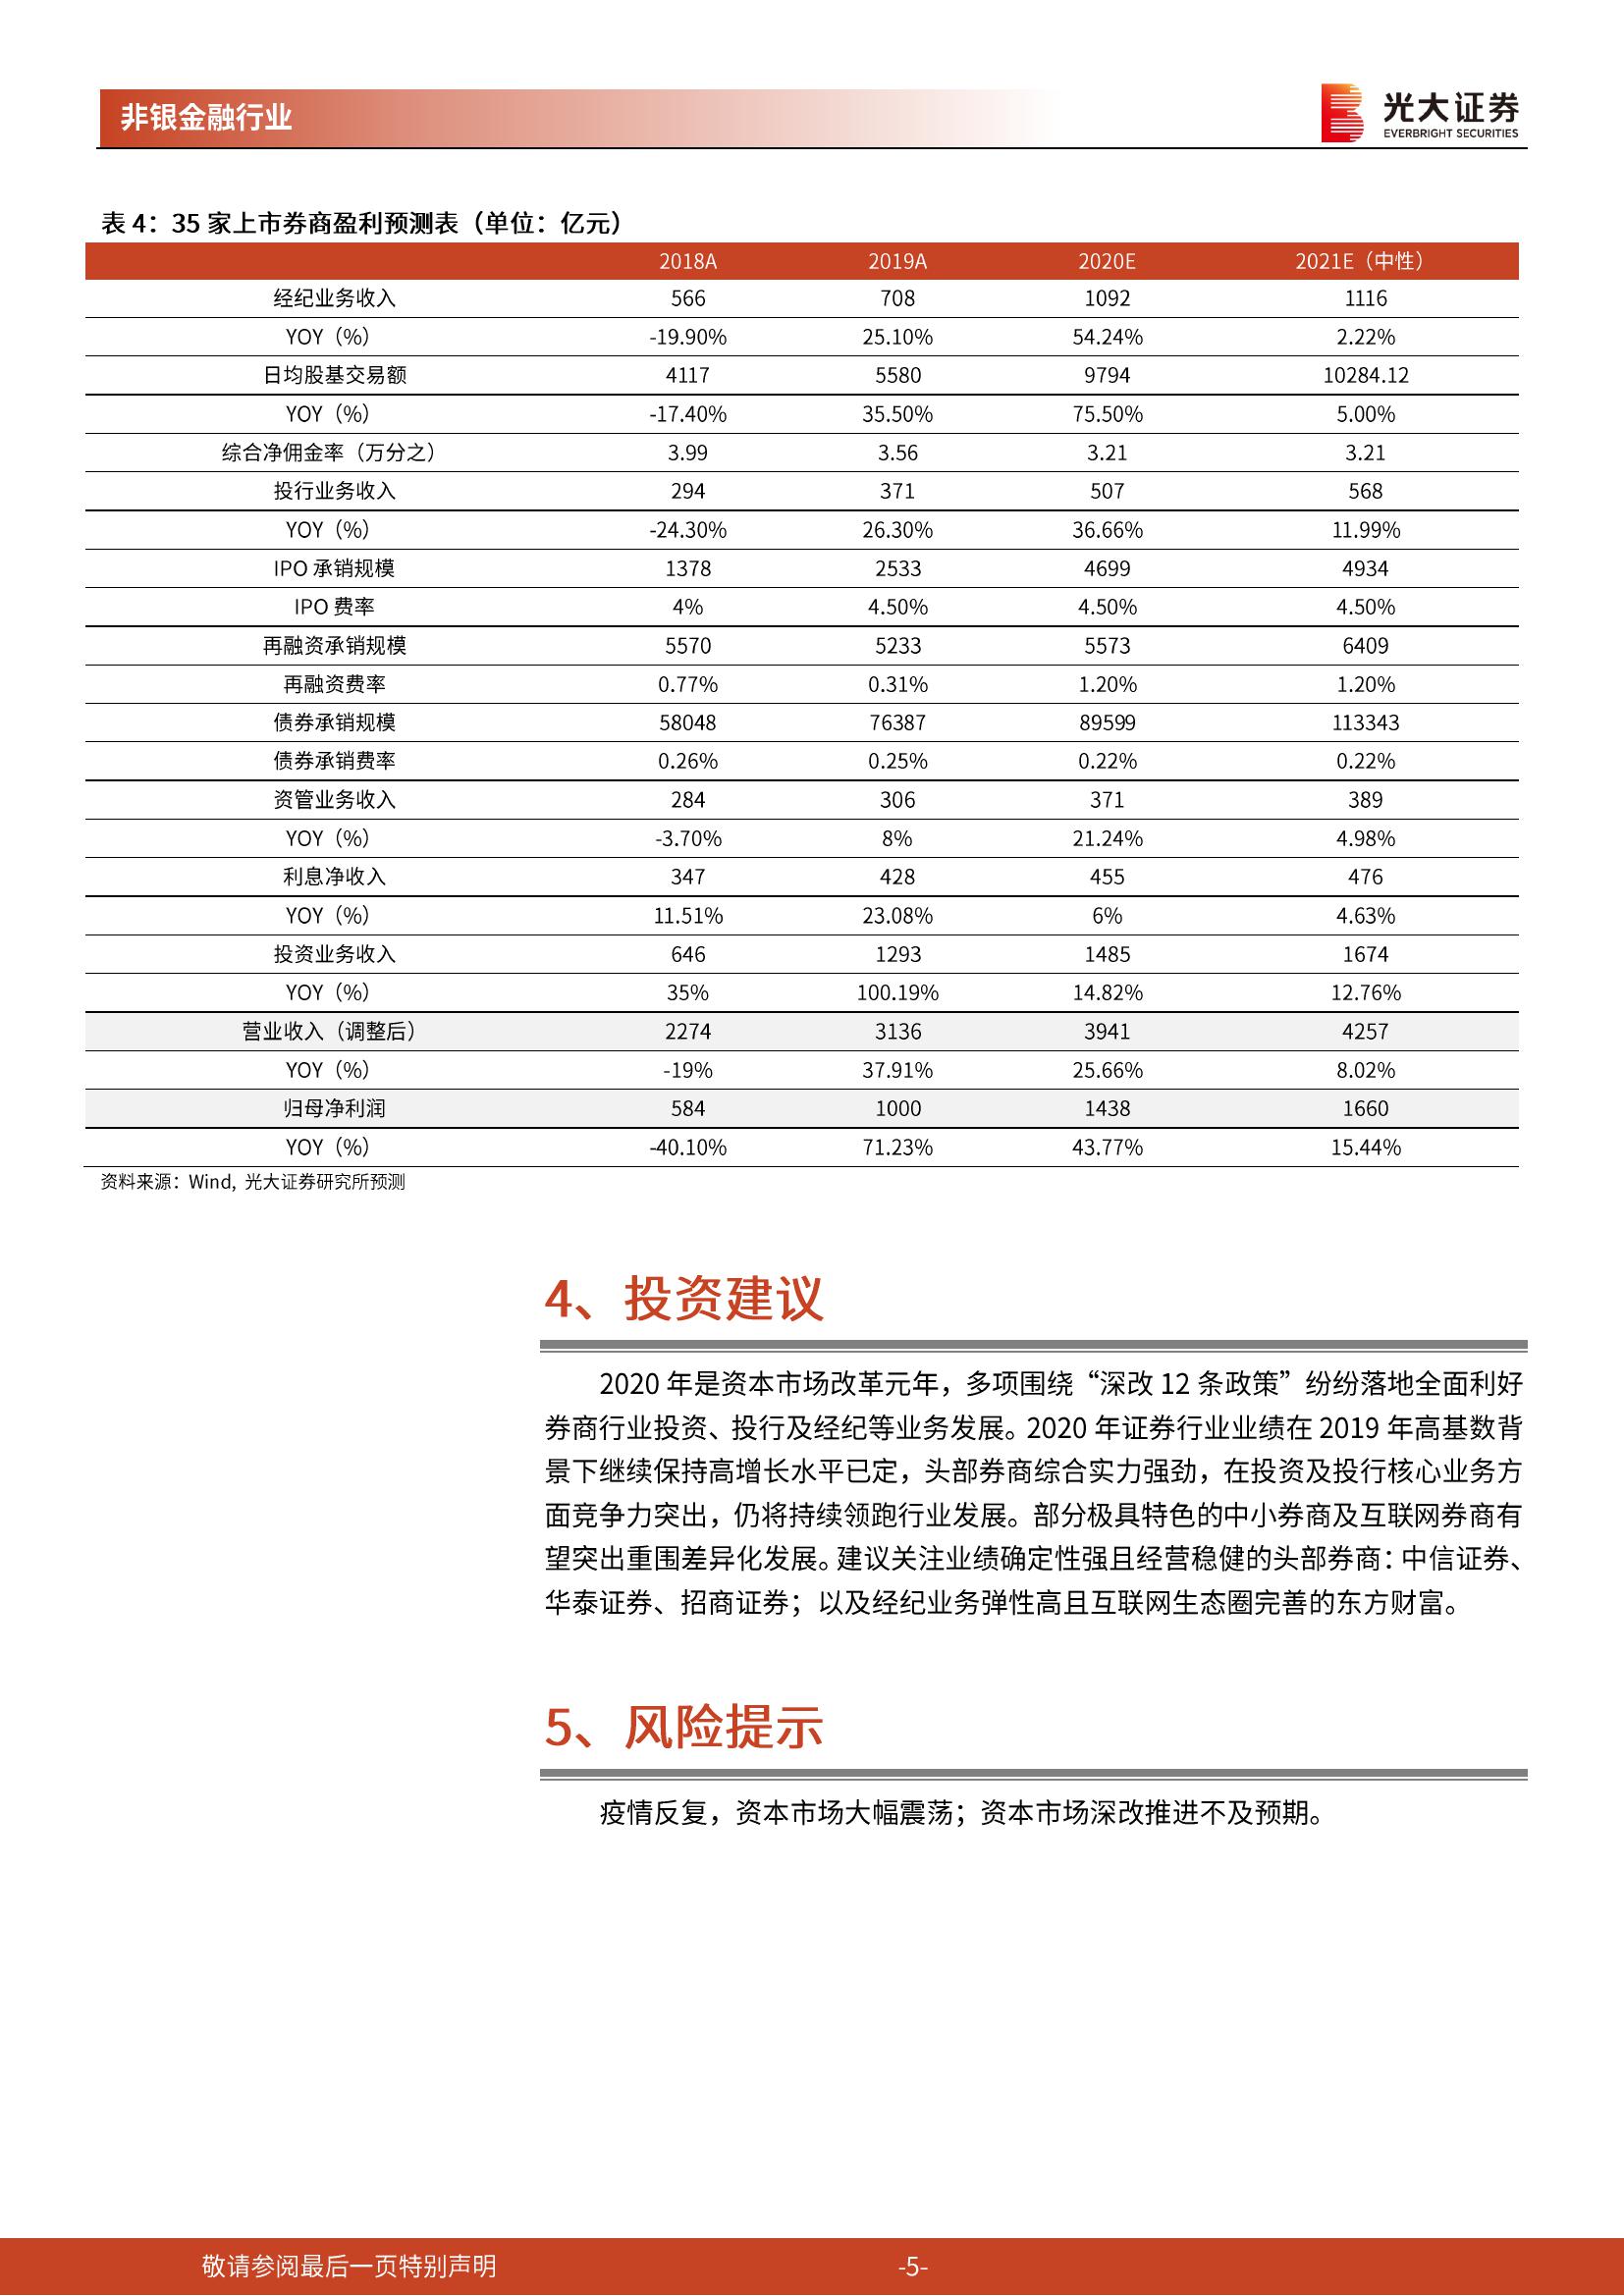 非银金融行业
光大证券
EVERBRIGHT SECURITIES
表 4：35 家上市券商盈利预测表（单位：亿元）
2018A 2019A 2020E 2021E（中性）
经纪业务收入 566 708 1092 1116
YOY（%） -19.90% 25.10% 54.24% 2.22%
日均股基交易额 4117 5580 9794 10284.12
YOY（%） -17.40% 35.50% 75.50% 5.00%
综合净佣金率（万分之） 3.99 3.56 3.21 3.21
投行业务收入 294 371 507 568
YOY（%） -24.30% 26.30% 36.66% 11.99%
IPO 承销规模 1378 2533 4699 4934
IPO 费率 4% 4.50% 4.50% 4.50%
再融资承销规模 5570 5233 5573 6409
再融资费率 0.77% 0.31% 1.20% 1.20%
债券承销规模 58048 76387 89599 113343
债券承销费率 0.26% 0.25% 0.22% 0.22%
资管业务收入 284 306 371 389
YOY（%） -3.70% 8% 21.24% 4.98%
利息净收入 347 428 455 476
YOY（%） 11.51% 23.08% 6% 4.63%
投资业务收入 646 1293 1485 1674
YOY（%） 35% 100.19% 14.82% 12.76%
营业收入（调整后） 2274 3136 3941 4257
YOY（%） -19% 37.91% 25.66% 8.02%
归母净利润 584 1000 1438 1660
YOY（%） -40.10% 71.23% 43.77% 15.44%
资料来源：Wind, 光大证券研究所预测
4、投资建议
2020 年是资本市场改革元年，多项围绕“深改 12 条政策”纷纷落地全面利好
券商行业投资、投行及经纪等业务发展。2020 年证券行业业绩在 2019 年高基数背
景下继续保持高增长水平已定，头部券商综合实力强劲，在投资及投行核心业务方
面竞争力突出，仍将持续领跑行业发展。部分极具特色的中小券商及互联网券商有
望突出重围差异化发展。建议关注业绩确定性强且经营稳健的头部券商：中信证券、
华泰证券、招商证券；以及经纪业务弹性高且互联网生态圈完善的东方财富。
5、风险提示
疫情反复，资本市场大幅震荡；资本市场深改推进不及预期。
敬请参阅最后一页特别声明 -5-